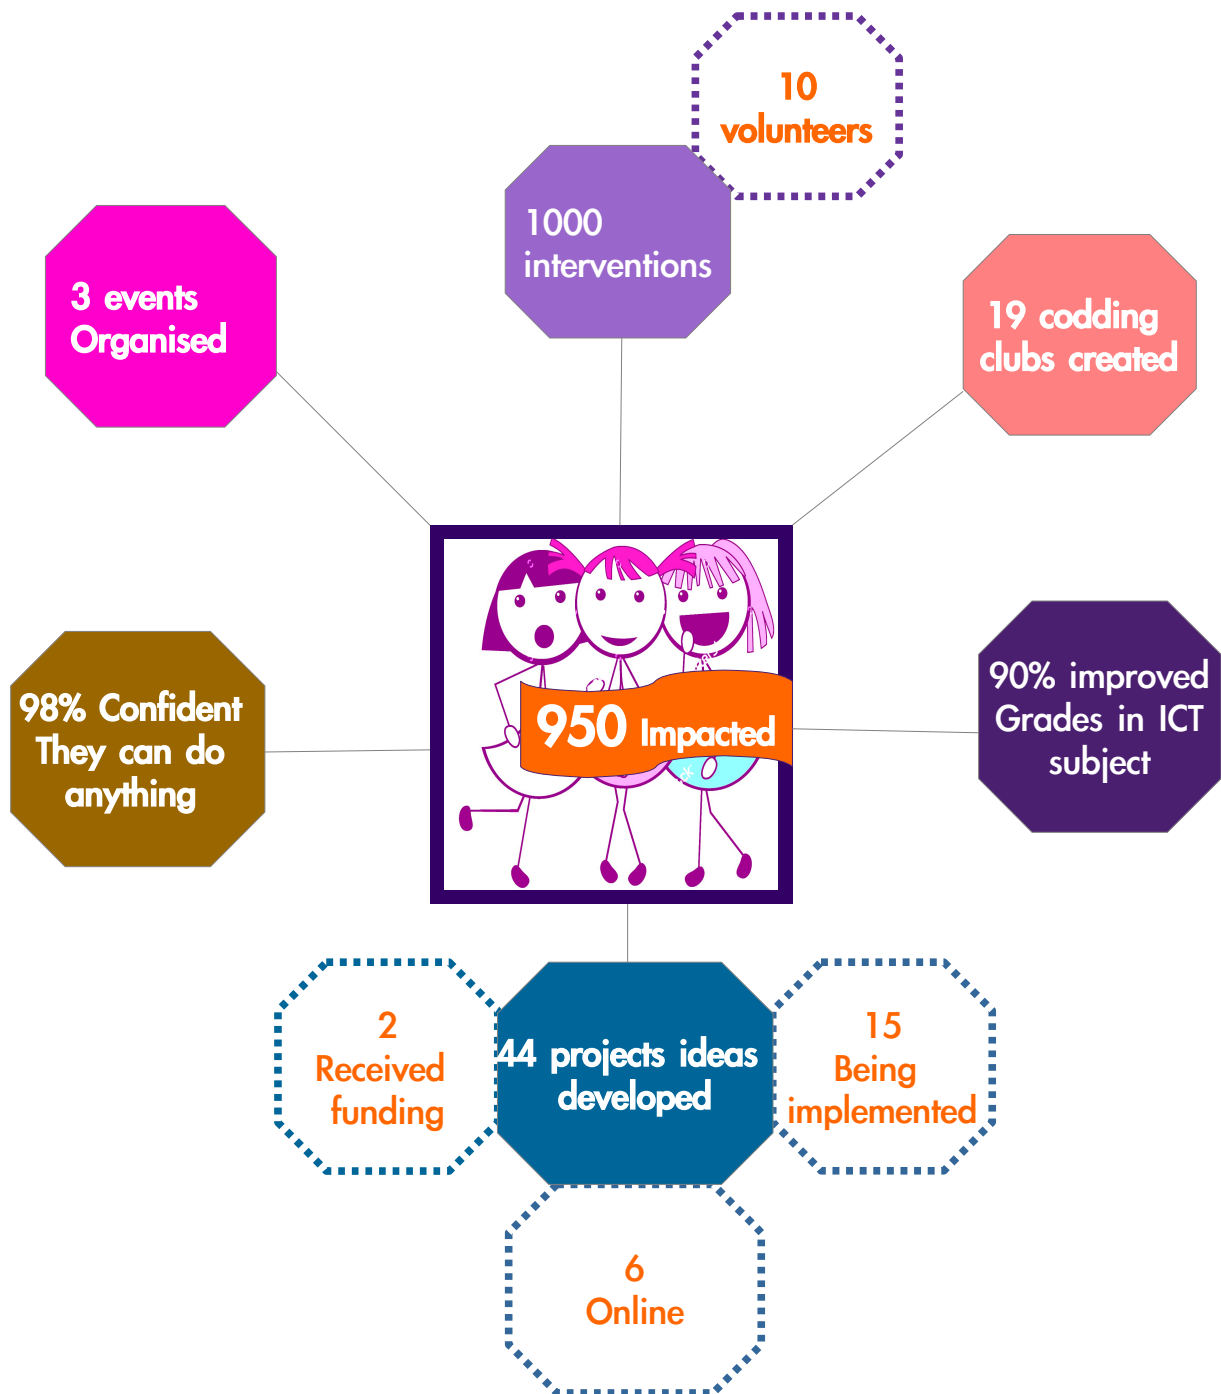 10
volunteers
1000
interventions
3 events
Organised
19 codding
clubs created
950 Impacted
98% Confident
They can do
anything
90% improved
Grades in ICT
subject
2
Received
funding
44 projects ideas
developed
15
Being
implemented
6
Online